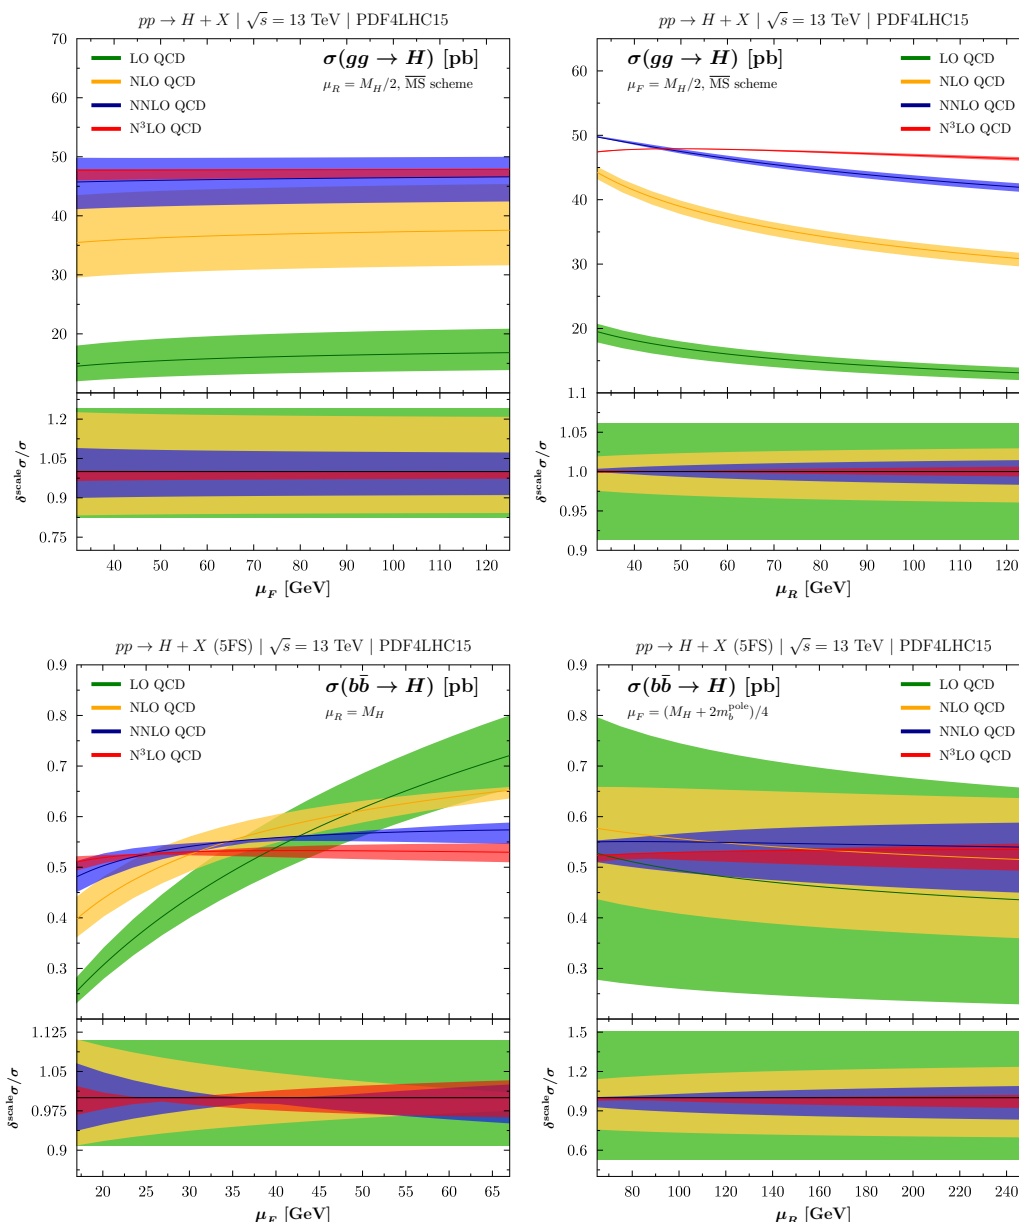 pp → H + X | √s = 13 TeV | PDF4LHC15
σ(gg → H) [pb]
μ_R = M_H/2, MS̅ scheme
LO QCD
NLO QCD
NNLO QCD
N³LO QCD
70
60
50
40
30
20
δ^scale σ/σ
1.2
1.05
0.9
0.75
40 50 60 70 80 90 100 110 120
μ_F [GeV]
pp → H + X | √s = 13 TeV | PDF4LHC15
σ(gg → H) [pb]
μ_F = M_H/2, MS̅ scheme
LO QCD
NLO QCD
NNLO QCD
N³LO QCD
60
50
40
30
20
1.1
δ^scale σ/σ
1.05
1.0
0.95
0.9
40 60 80 100 120 140 160 180 200 220 240
μ_R [GeV]
pp → H + X (5FS) | √s = 13 TeV | PDF4LHC15
σ(bb̄ → H) [pb]
μ_R = M_H
LO QCD
NLO QCD
NNLO QCD
N³LO QCD
0.9
0.8
0.7
0.6
0.5
0.4
0.3
δ^scale σ/σ
1.125
1.05
0.975
0.9
20 25 30 35 40 45 50 55 60 65
μ_F [GeV]
pp → H + X (5FS) | √s = 13 TeV | PDF4LHC15
σ(bb̄ → H) [pb]
μ_F = (M_H + 2m_b^pole)/4
LO QCD
NLO QCD
NNLO QCD
N³LO QCD
0.9
0.8
0.7
0.6
0.5
0.4
0.3
δ^scale σ/σ
1.5
1.2
0.9
0.6
80 100 120 140 160 180 200 220 240
μ_R [GeV]